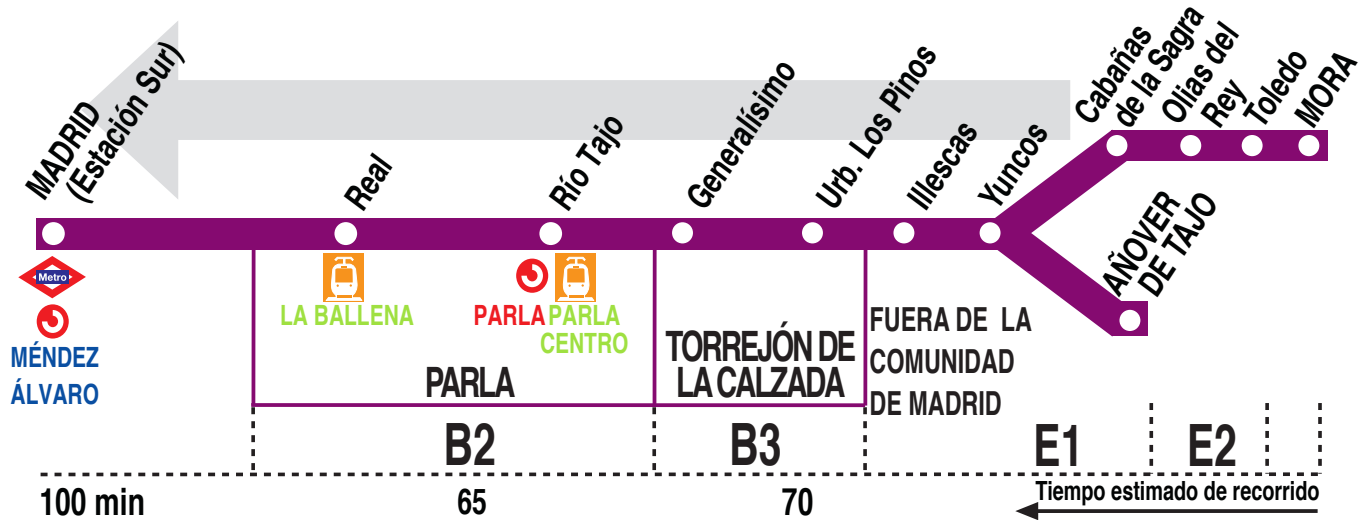 MADRID
(Estación Sur)
Real
Río Tajo
Generalísimo
Urb. Los Pinos
Illescas
Yuncos
Cabañas
de la Sagra
Olias del
Rey
Toledo
MORA
AÑOVER
DE TAJO
Metro
MÉNDEZ
ÁLVARO
LA BALLENA
PARLA
PARLA
CENTRO
PARLA
TORREJÓN DE
LA CALZADA
FUERA DE LA
COMUNIDAD
DE MADRID
B2
B3
E1
E2
100 min
65
70
Tiempo estimado de recorrido